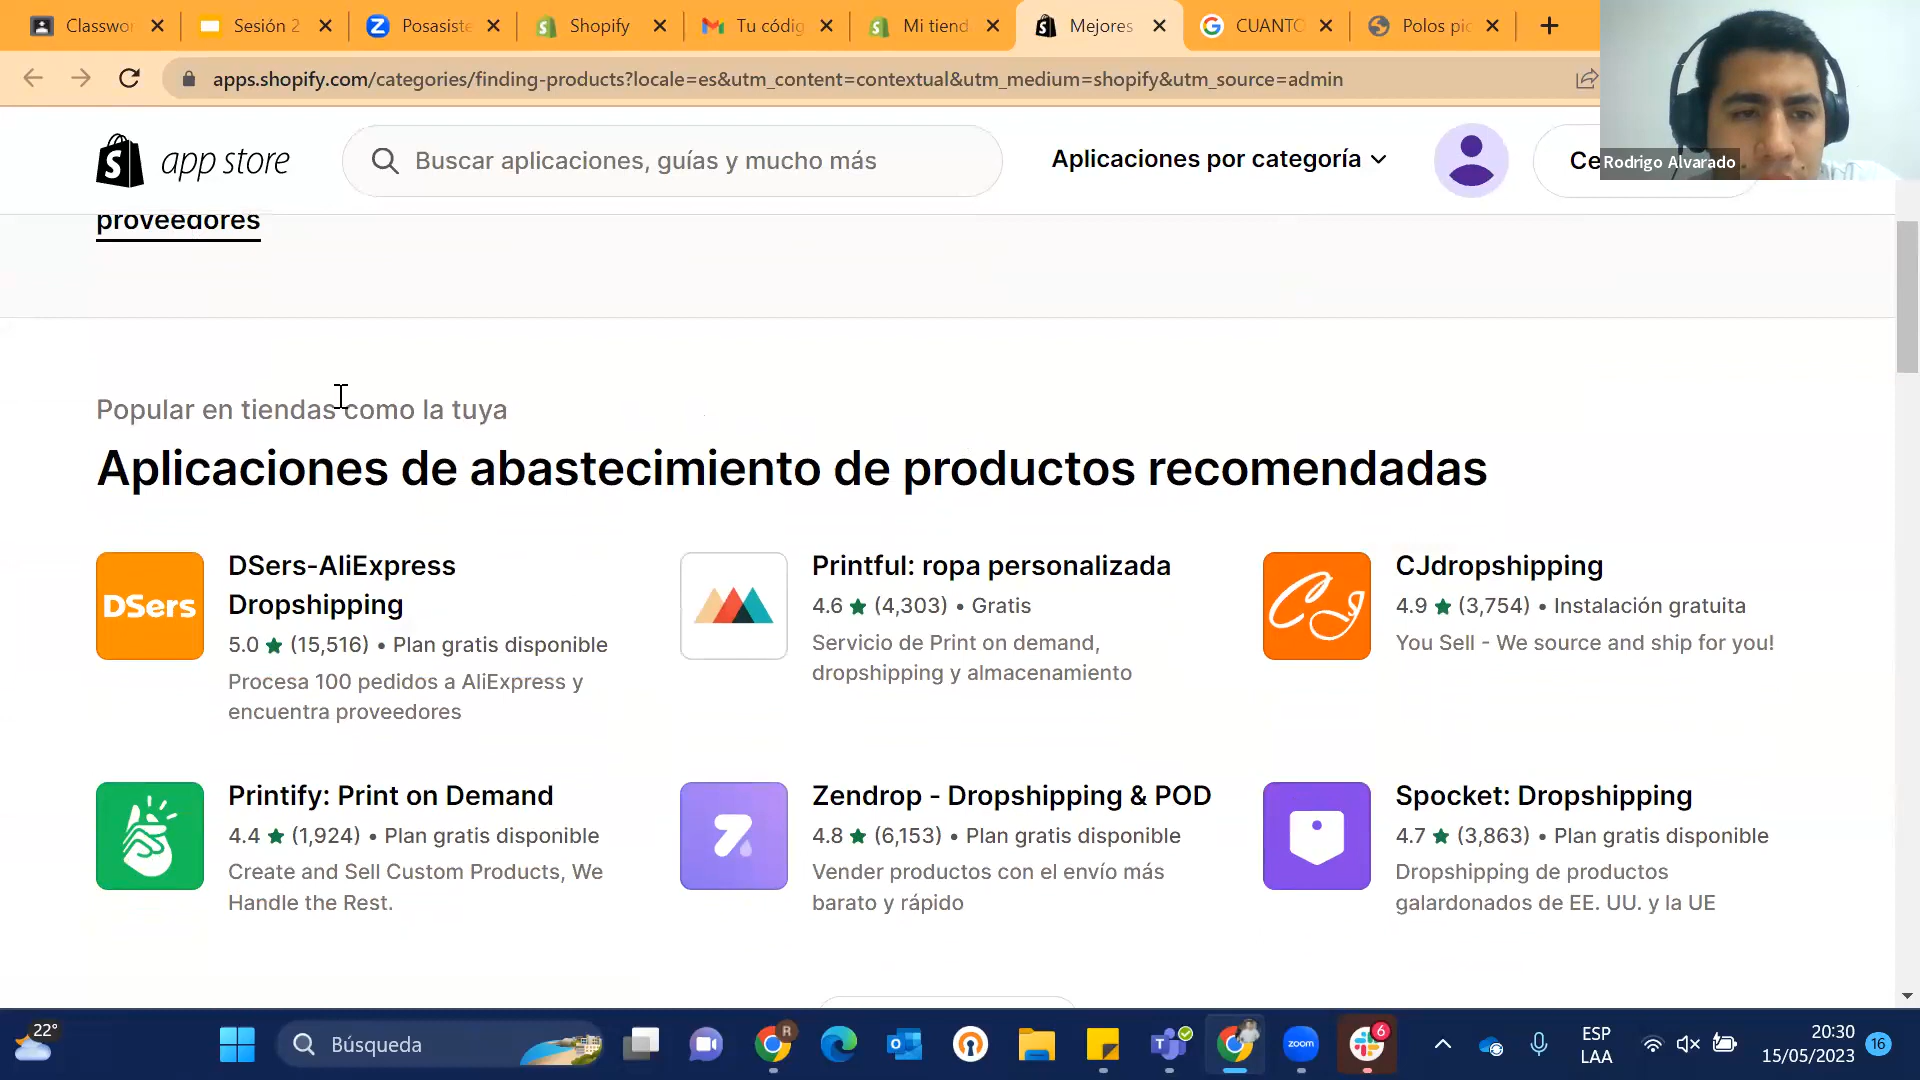 Classwor
Sesión 2
Posasiste
Shopify
Tu códig
Mi tiend
Mejores
CUANTO
Polos pic
apps.shopify.com/categories/finding-products?locale=es&utm_content=contextual&utm_medium=shopify&utm_source=admin
app store
Buscar aplicaciones, guías y mucho más
Aplicaciones por categoría
Ce
Rodrigo Alvarado
proveedores
Popular en tiendas como la tuya
Aplicaciones de abastecimiento de productos recomendadas
DSers
DSers-AliExpress
Dropshipping
5.0 ★ (15,516) • Plan gratis disponible
Procesa 100 pedidos a AliExpress y
encuentra proveedores
Printful: ropa personalizada
4.6 ★ (4,303) • Gratis
Servicio de Print on demand,
dropshipping y almacenamiento
CJ
CJdropshipping
4.9 ★ (3,754) • Instalación gratuita
You Sell - We source and ship for you!
Printify: Print on Demand
4.4 ★ (1,924) • Plan gratis disponible
Create and Sell Custom Products, We
Handle the Rest.
Zendrop - Dropshipping & POD
4.8 ★ (6,153) • Plan gratis disponible
Vender productos con el envío más
barato y rápido
Spocket: Dropshipping
4.7 ★ (3,863) • Plan gratis disponible
Dropshipping de productos
galardonados de EE. UU. y la UE
22°
Búsqueda
R
zoom
6
ESP
LAA
20:30
15/05/2023
16